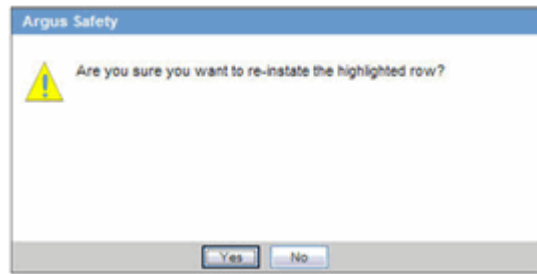 Argus Safety
Are you sure you want to re-instate the highlighted row?
Yes
No